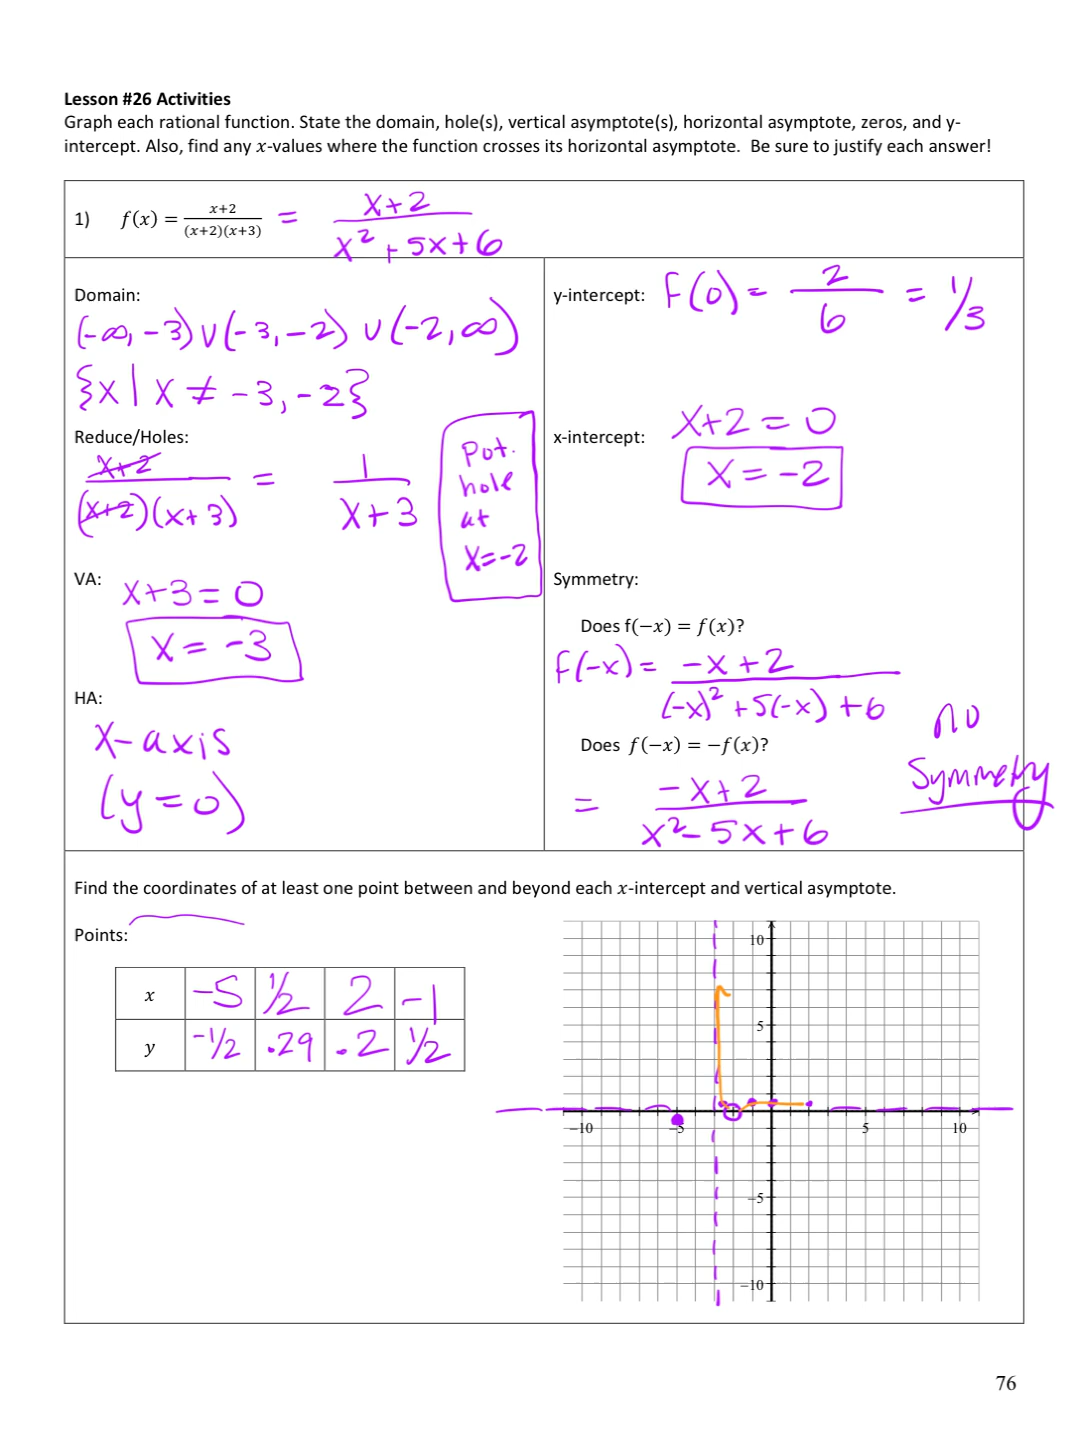 Lesson #26 Activities
Graph each rational function. State the domain, hole(s), vertical asymptote(s), horizontal asymptote, zeros, and y-
intercept. Also, find any x-values where the function crosses its horizontal asymptote. Be sure to justify each answer!
1) f(x) = x+2/(x+2)(x+3) = x+2/x²+5x+6
Domain:
(-∞, -3) ∪ (-3, -2) ∪ (-2, ∞)
{x | x ≠ -3, -2}
Reduce/Holes:
x+2/(x+2)(x+3) = 1/x+3
Pot.
hole
at
x=-2
VA: x+3=0
x = -3
HA:
x-axis
(y=0)
y-intercept: f(0) = 2/6 = 1/3
x-intercept: x+2=0
x=-2
Symmetry:
Does f(−x) = f(x)?
f(-x) = -x+2/(-x)²+5(-x)+6
Does f(−x) = −f(x)?
= -x+2/x²-5x+6
no
Symmetry
Find the coordinates of at least one point between and beyond each x-intercept and vertical asymptote.
Points:
x -5 1/2 2 -1
y -1/2 .29 .2 1/2
10
5
−10 −5 5 10
−5
−10
76